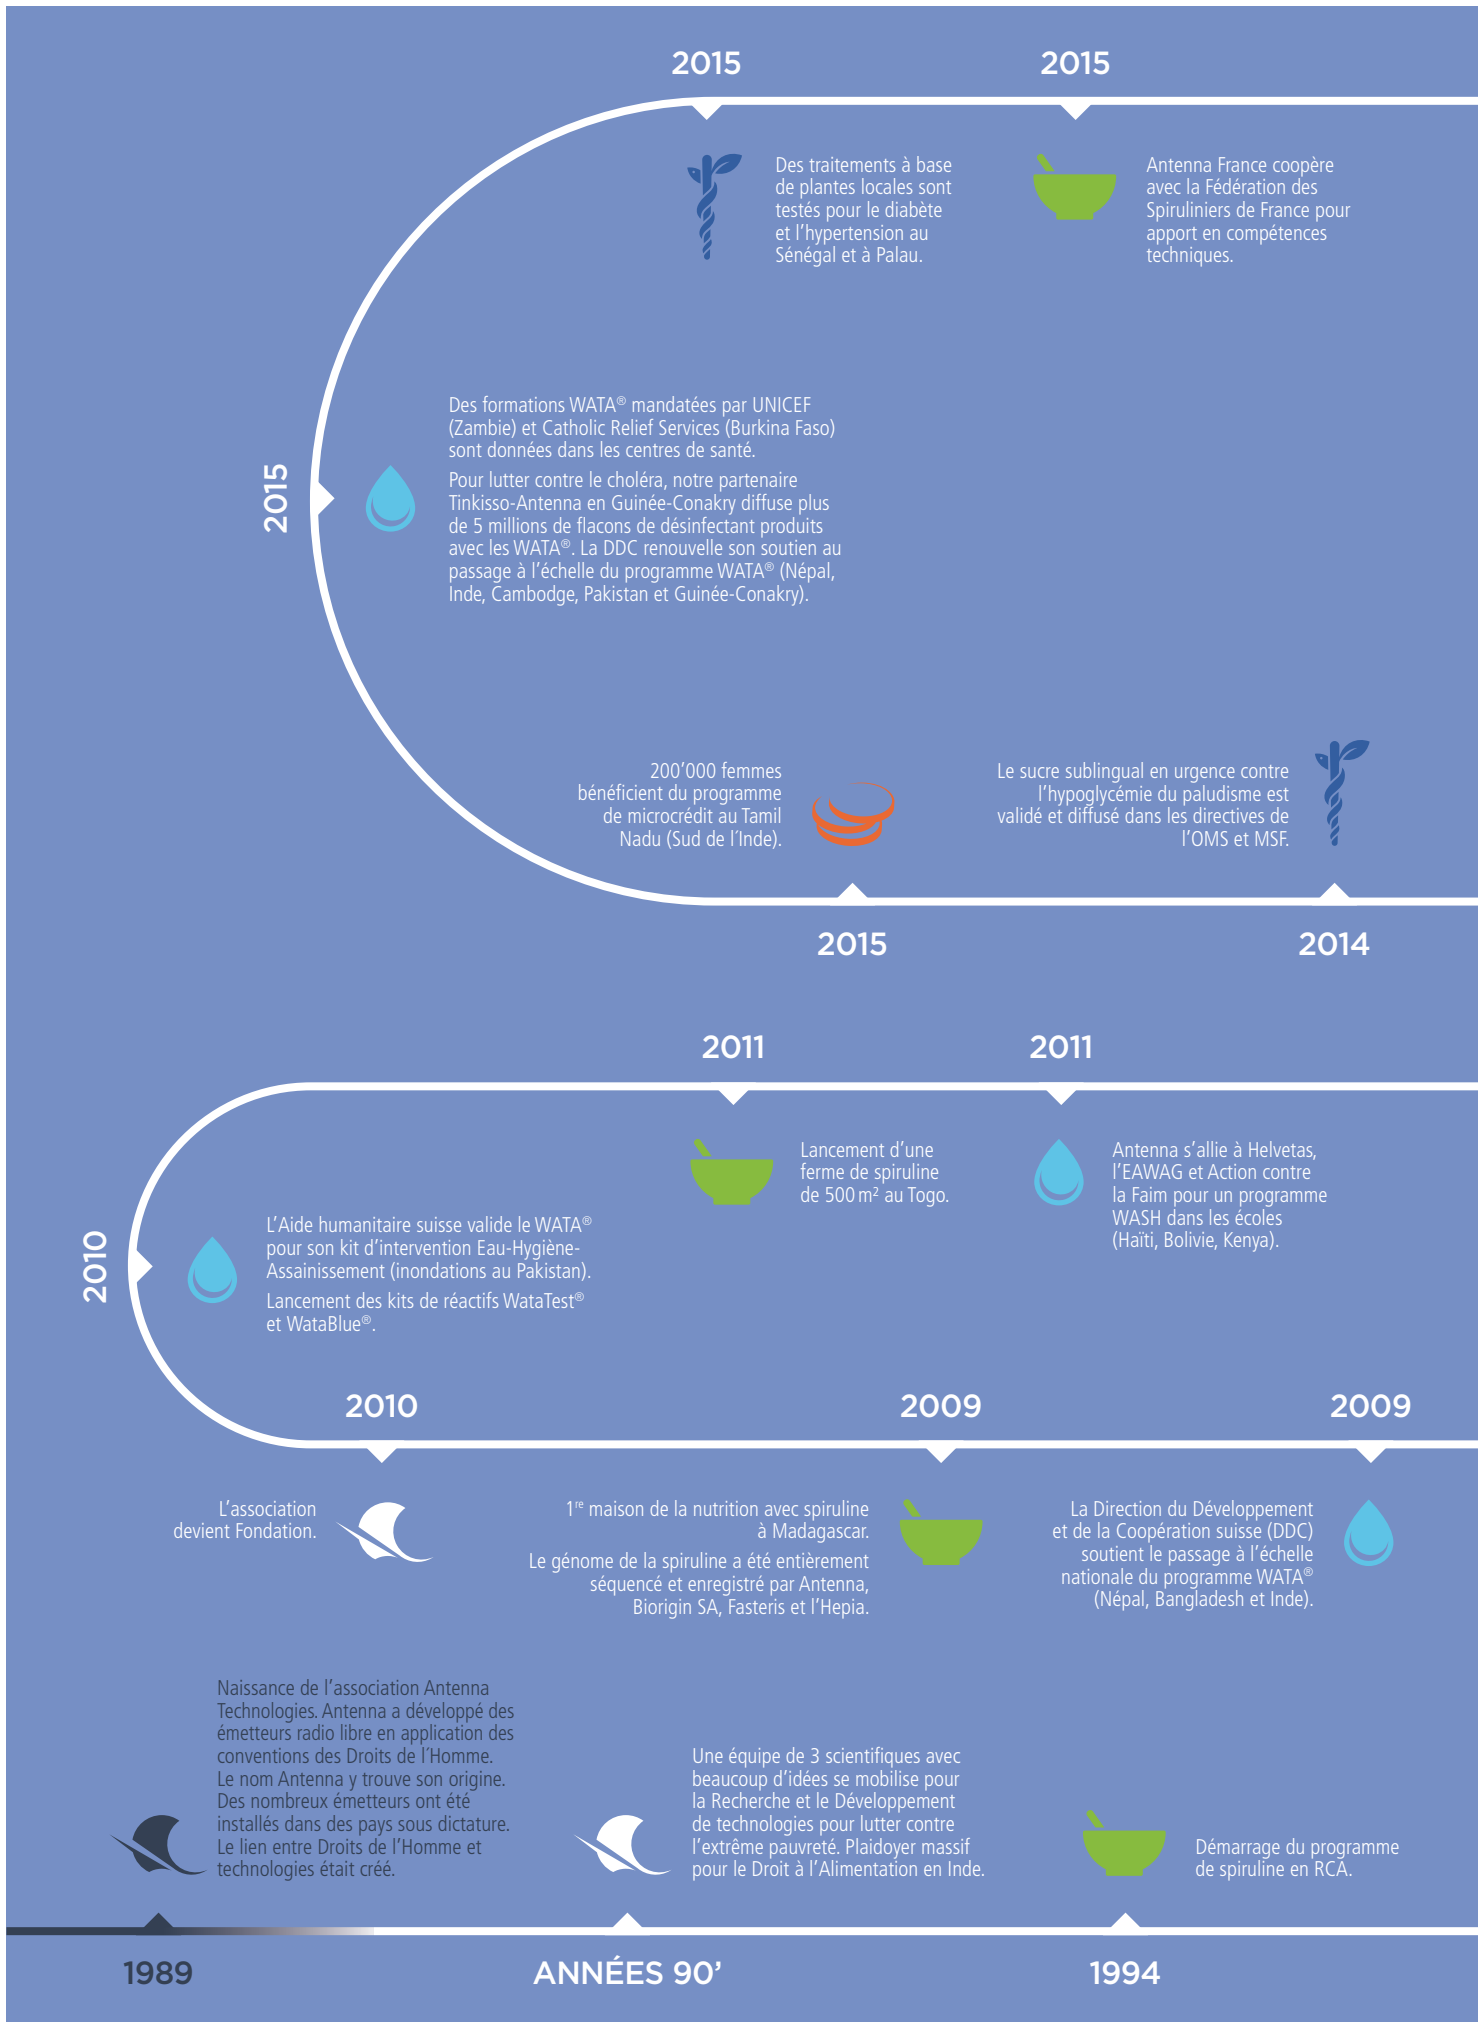 2015
2015
Des traitements à base
de plantes locales sont
testés pour le diabète
et l’hypertension au
Sénégal et à Palau.
Antenna France coopère
avec la Fédération des
Spiruliniers de France pour
apport en compétences
techniques.
2015
Des formations WATA® mandatées par UNICEF
(Zambie) et Catholic Relief Services (Burkina Faso)
sont données dans les centres de santé.
Pour lutter contre le choléra, notre partenaire
Tinkisso-Antenna en Guinée-Conakry diffuse plus
de 5 millions de flacons de désinfectant produits
avec les WATA®. La DDC renouvelle son soutien au
passage à l’échelle du programme WATA® (Népal,
Inde, Cambodge, Pakistan et Guinée-Conakry).
200’000 femmes
bénéficient du programme
de microcrédit au Tamil
Nadu (Sud de l´Inde).
Le sucre sublingual en urgence contre
l’hypoglycémie du paludisme est
validé et diffusé dans les directives de
l’OMS et MSF.
2015
2014
2011
2011
Lancement d’une
ferme de spiruline
de 500 m² au Togo.
Antenna s’allie à Helvetas,
l’EAWAG et Action contre
la Faim pour un programme
WASH dans les écoles
(Haïti, Bolivie, Kenya).
2010
L’Aide humanitaire suisse valide le WATA®
pour son kit d’intervention Eau-Hygiène-
Assainissement (inondations au Pakistan).
Lancement des kits de réactifs WataTest®
et WataBlue®.
2010
2009
2009
L’association
devient Fondation.
1re maison de la nutrition avec spiruline
à Madagascar.
Le génome de la spiruline a été entièrement
séquencé et enregistré par Antenna,
Biorigin SA, Fasteris et l’Hepia.
La Direction du Développement
et de la Coopération suisse (DDC)
soutient le passage à l’échelle
nationale du programme WATA®
(Népal, Bangladesh et Inde).
Naissance de l’association Antenna
Technologies. Antenna a développé des
émetteurs radio libre en application des
conventions des Droits de l´Homme.
Le nom Antenna y trouve son origine.
Des nombreux émetteurs ont été
installés dans des pays sous dictature.
Le lien entre Droits de l’Homme et
technologies était créé.
Une équipe de 3 scientifiques avec
beaucoup d’idées se mobilise pour
la Recherche et le Développement
de technologies pour lutter contre
l’extrême pauvreté. Plaidoyer massif
pour le Droit à l’Alimentation en Inde.
Démarrage du programme
de spiruline en RCA.
1989
ANNÉES 90’
1994